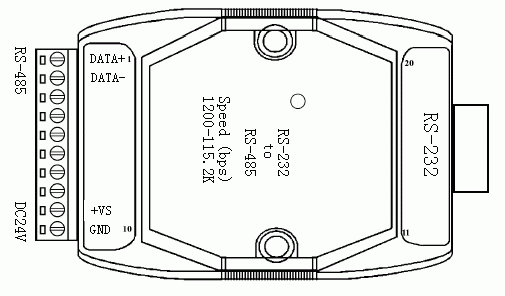 RS-485
DATA+ 1
DATA-
+VS
GND 10
DC24V
Speed (bps)
1200-115.2K
RS-232
to
RS-485
20
RS-232
11